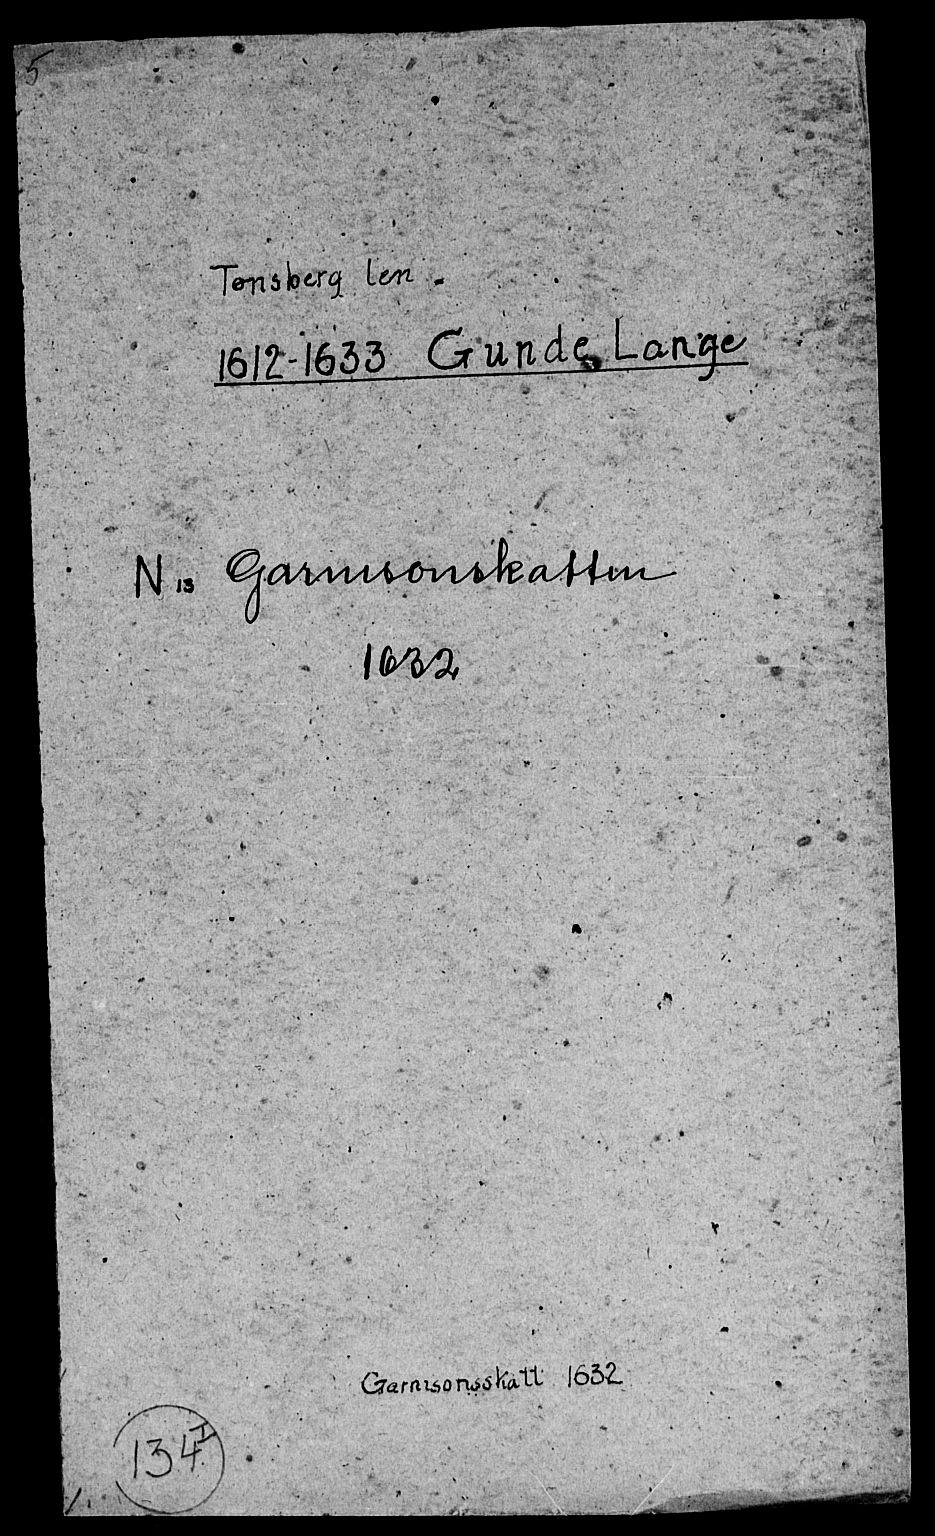 5
Tønsberg len.
1612-1633 Gunde Lange
N 13 Garnisonskatten
1632
Garnisonsskatt 1632
134 I